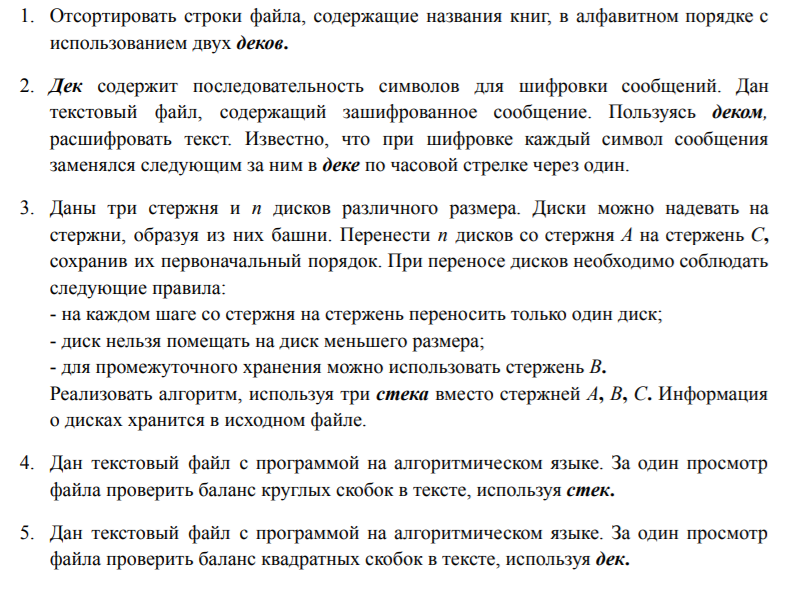 1. Отсортировать строки файла, содержащие названия книг, в алфавитном порядке с
использованием двух деков.
2. Дек содержит последовательность символов для шифровки сообщений. Дан
текстовый файл, содержащий зашифрованное сообщение. Пользуясь деком,
расшифровать текст. Известно, что при шифровке каждый символ сообщения
заменялся следующим за ним в деке по часовой стрелке через один.
3. Даны три стержня и n дисков различного размера. Диски можно надевать на
стержни, образуя из них башни. Перенести n дисков со стержня А на стержень С,
сохранив их первоначальный порядок. При переносе дисков необходимо соблюдать
следующие правила:
- на каждом шаге со стержня на стержень переносить только один диск;
- диск нельзя помещать на диск меньшего размера;
- для промежуточного хранения можно использовать стержень В.
Реализовать алгоритм, используя три стека вместо стержней А, В, С. Информация
о дисках хранится в исходном файле.
4. Дан текстовый файл с программой на алгоритмическом языке. За один просмотр
файла проверить баланс круглых скобок в тексте, используя стек.
5. Дан текстовый файл с программой на алгоритмическом языке. За один просмотр
файла проверить баланс квадратных скобок в тексте, используя дек.